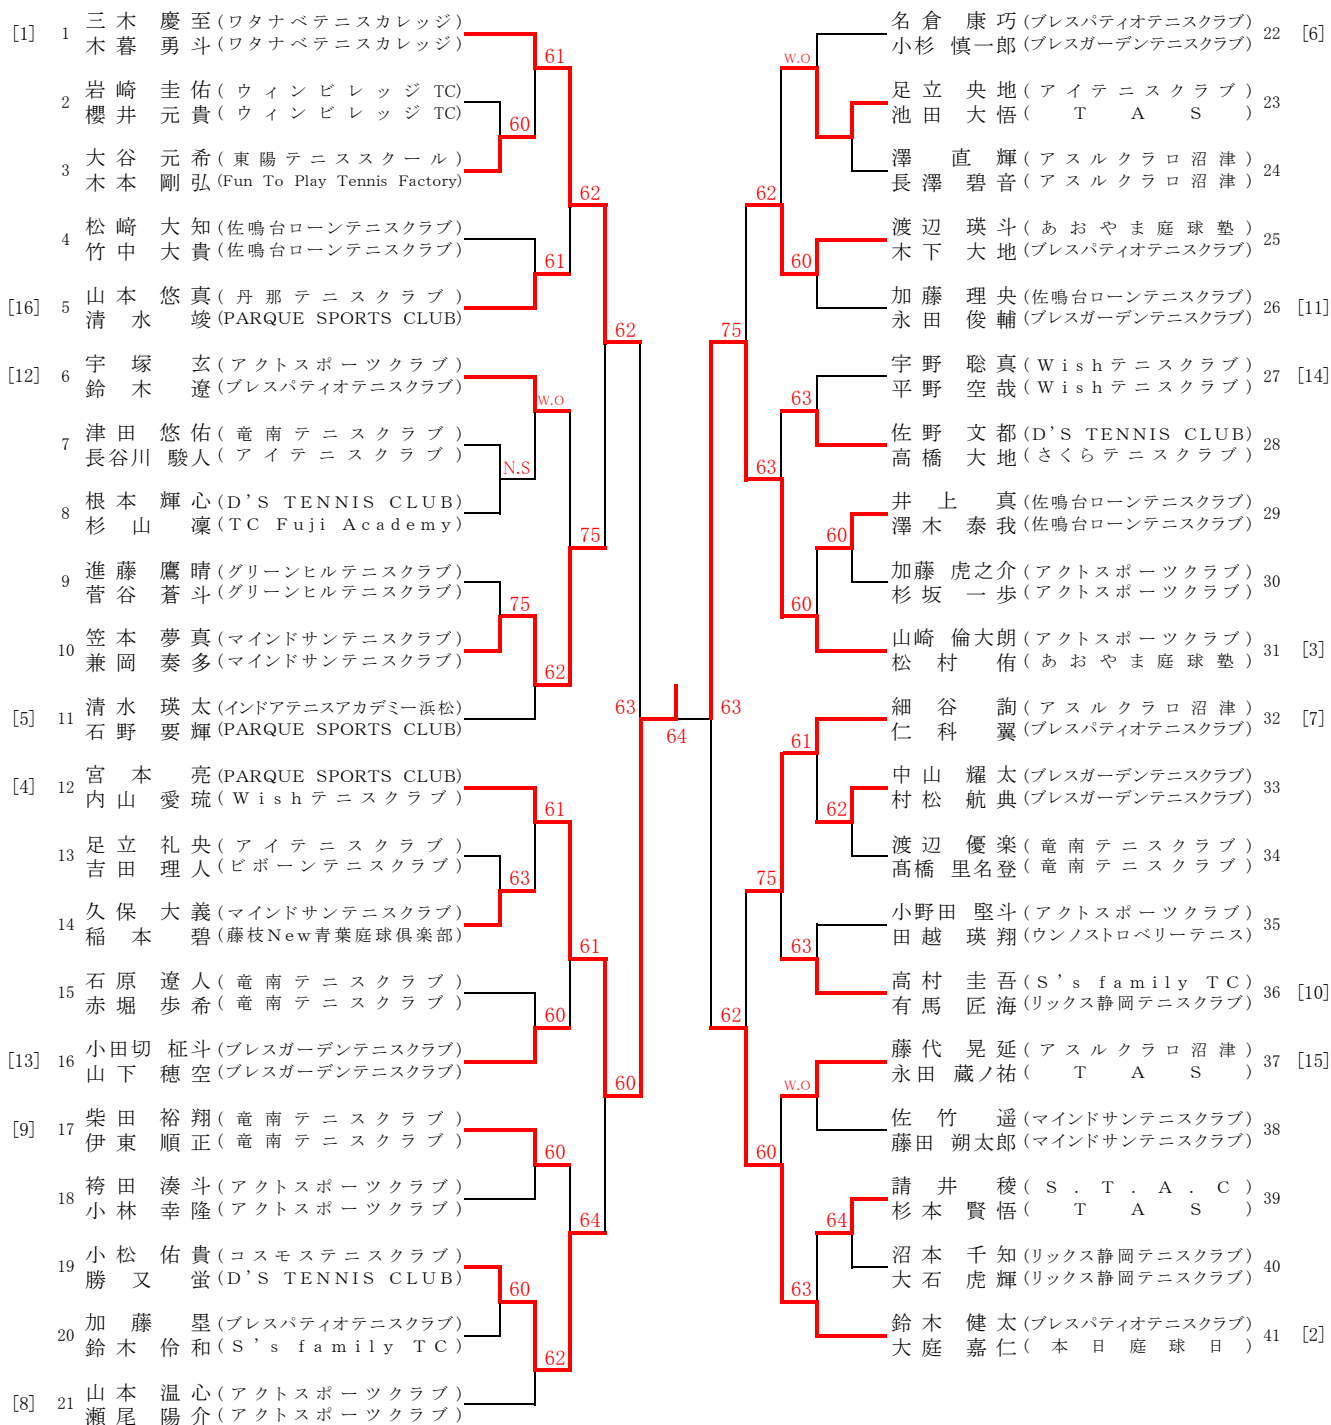 [1] 1 三木 慶至 (ワタナベテニスカレッジ)
木暮 勇斗 (ワタナベテニスカレッジ)
61
2 岩崎 圭佑 (ウィンビレッジ TC)
櫻井 元貴 (ウィンビレッジ TC)
60
3 大谷 元希 (東陽テニススクール)
木本 剛弘 (Fun To Play Tennis Factory)
62
4 松﨑 大知 (佐鳴台ローンテニスクラブ)
竹中 大貴 (佐鳴台ローンテニスクラブ)
61
[16] 5 山本 悠真 (丹那テニスクラブ)
清水 竣 (PARQUE SPORTS CLUB)
62
[12] 6 宇塚 玄 (アクトスポーツクラブ)
鈴木 遼 (ブレスパティオテニスクラブ)
W.O
7 津田 悠佑 (竜南テニスクラブ)
長谷川 駿人 (アイテニスクラブ)
N.S
8 根本 輝心 (D'S TENNIS CLUB)
杉山 凜 (TC Fuji Academy)
75
9 進藤 鷹晴 (グリーンヒルテニスクラブ)
菅谷 蒼斗 (グリーンヒルテニスクラブ)
75
10 笠本 夢真 (マインドサンテニスクラブ)
兼岡 奏多 (マインドサンテニスクラブ)
62
[5] 11 清水 瑛太 (インドアテニスアカデミー浜松)
石野 要輝 (PARQUE SPORTS CLUB)
63
[4] 12 宮本 亮 (PARQUE SPORTS CLUB)
内山 愛琉 (Wishテニスクラブ)
61
13 足立 礼央 (アイテニスクラブ)
吉田 理人 (ビボーンテニスクラブ)
63
14 久保 大義 (マインドサンテニスクラブ)
稲本 碧 (藤枝New青葉庭球倶楽部)
61
15 石原 遼人 (竜南テニスクラブ)
赤堀 歩希 (竜南テニスクラブ)
60
[13] 16 小田切 柾斗 (ブレスガーデンテニスクラブ)
山下 穂空 (ブレスガーデンテニスクラブ)
60
[9] 17 柴田 裕翔 (竜南テニスクラブ)
伊東 順正 (竜南テニスクラブ)
60
18 袴田 湊斗 (アクトスポーツクラブ)
小林 幸隆 (アクトスポーツクラブ)
64
19 小松 佑貴 (コスモステニスクラブ)
勝又 蛍 (D'S TENNIS CLUB)
60
20 加藤 塁 (ブレスパティオテニスクラブ)
鈴木 伶和 (S's family TC)
62
[8] 21 山本 温心 (アクトスポーツクラブ)
瀬尾 陽介 (アクトスポーツクラブ)
64
名倉 康巧 (ブレスパティオテニスクラブ) 22 [6]
小杉 慎一郎 (ブレスガーデンテニスクラブ)
W.O
足立 央地 (アイテニスクラブ) 23
池田 大悟 (TAS)
澤 直輝 (アスルクラロ沼津) 24
長澤 碧音 (アスルクラロ沼津)
62
渡辺 瑛斗 (あおやま庭球塾) 25
木下 大地 (ブレスパティオテニスクラブ)
60
加藤 理央 (佐鳴台ローンテニスクラブ) 26 [11]
永田 俊輔 (ブレスガーデンテニスクラブ)
75
宇野 聡真 (Wishテニスクラブ) 27 [14]
平野 空哉 (Wishテニスクラブ)
63
佐野 文都 (D'S TENNIS CLUB) 28
高橋 大地 (さくらテニスクラブ)
63
井上 真 (佐鳴台ローンテニスクラブ) 29
澤木 泰我 (佐鳴台ローンテニスクラブ)
60
加藤 虎之介 (アクトスポーツクラブ) 30
杉坂 一歩 (アクトスポーツクラブ)
60
山崎 倫大朗 (アクトスポーツクラブ) 31 [3]
松村 侑 (あおやま庭球塾)
63
細谷 詢 (アスルクラロ沼津) 32 [7]
仁科 翼 (ブレスパティオテニスクラブ)
61
中山 耀太 (ブレスガーデンテニスクラブ) 33
村松 航典 (ブレスガーデンテニスクラブ)
62
渡辺 優楽 (竜南テニスクラブ) 34
髙橋 里名登 (竜南テニスクラブ)
75
小野田 堅斗 (アクトスポーツクラブ) 35
田越 瑛翔 (ウンノストロベリーテニス)
63
高村 圭吾 (S's family TC) 36 [10]
有馬 匠海 (リックス静岡テニスクラブ)
62
藤代 晃延 (アスルクラロ沼津) 37 [15]
永田 蔵ノ祐 (TAS)
W.O
佐竹 遥 (マインドサンテニスクラブ) 38
藤田 朔太郎 (マインドサンテニスクラブ)
60
請井 稜 (S.T.A.C) 39
杉本 賢悟 (TAS)
64
沼本 千知 (リックス静岡テニスクラブ) 40
大石 虎輝 (リックス静岡テニスクラブ)
63
鈴木 健太 (ブレスパティオテニスクラブ) 41 [2]
大庭 嘉仁 (本日庭球日)